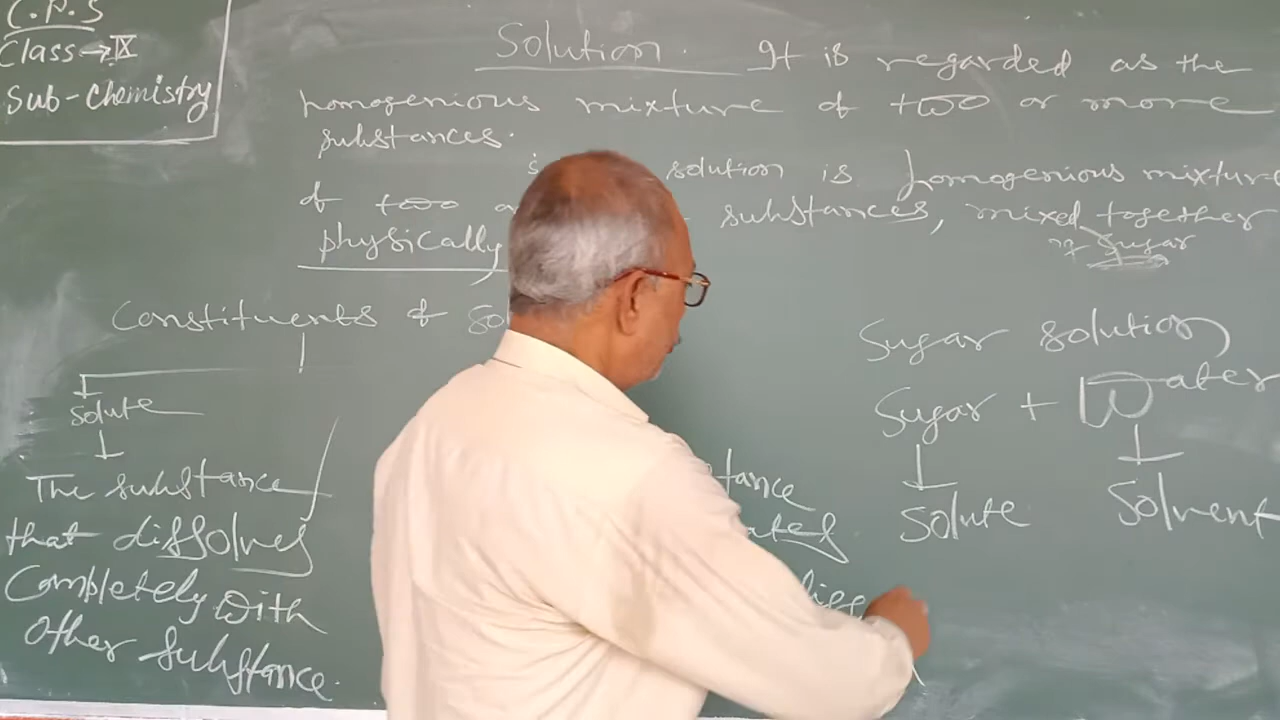 C.P.S
Class → IX
Sub - Chemistry
Solution. It is regarded as the
homogenious mixture of two or more
substances.
solution is homogenious mixture
of two substances, mixed together
physically
of Sugar
Constituents of
Solute
The substance
that dissolves
Completely with
other substance.
Sugar solution
Sugar + Water
Solute Solvent